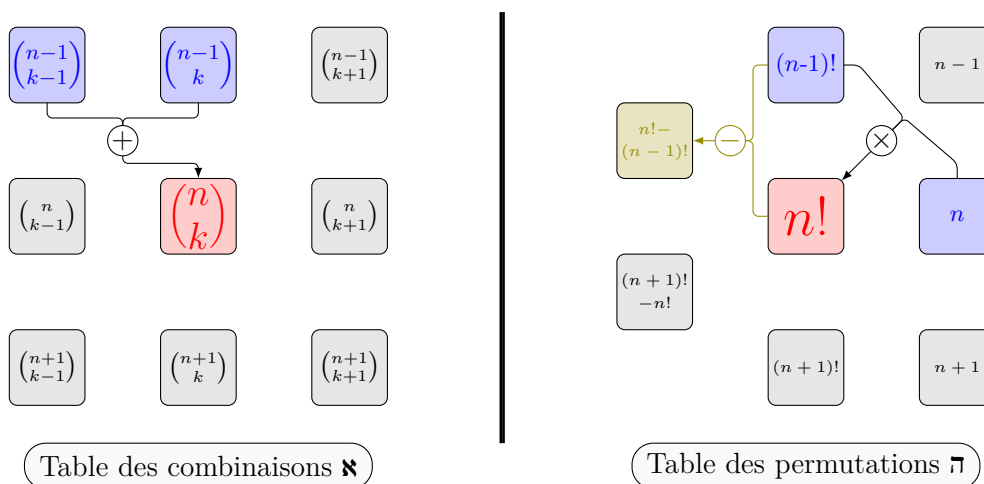 (n−1 k−1)
(n−1 k)
(n−1 k+1)
+
(n k−1)
(n k)
(n k+1)
(n+1 k−1)
(n+1 k)
(n+1 k+1)
Table des combinaisons א
(n-1)!
n − 1
n!−
(n − 1)!
−
×
n!
n
(n + 1)!
−n!
(n + 1)!
n + 1
Table des permutations ה